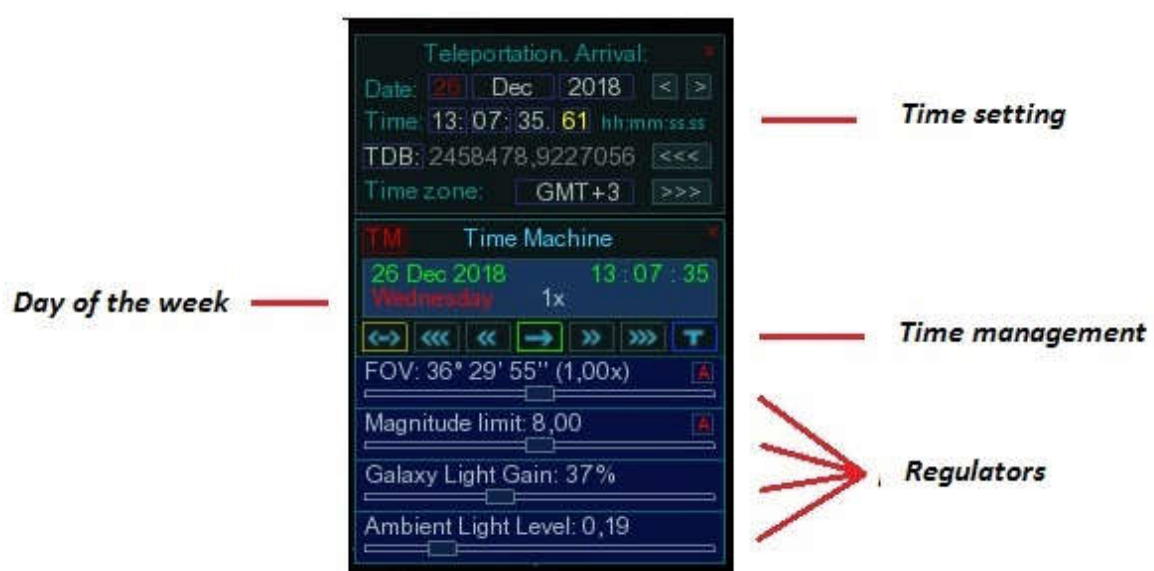 Teleportation. Arrival: x
Date: 26 Dec 2018 < >
Time: 13: 07: 35. 61 hh:mm:ss.ss
Time setting
TDB: 2458478,9227056 <<<
Time zone: GMT+3 >>>
TM Time Machine x
26 Dec 2018 13 : 07 : 35
Day of the week
Wednesday 1x
Time management
FOV: 36° 29' 55'' (1,00x) A
Magnitude limit: 8,00 A
Galaxy Light Gain: 37%
Regulators
Ambient Light Level: 0,19